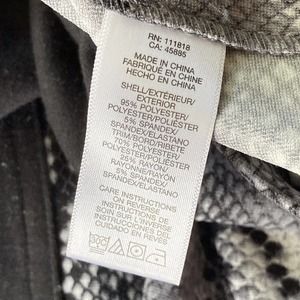 RN: 111818
CA: 45885
MADE IN CHINA
FABRIQUÉ EN CHINE
HECHO EN CHINA
SHELL/EXTÉRIEUR/
EXTERIOR
95% POLYESTER/
POLYESTER/POLIÉSTER
5% SPANDEX/
SPANDEX/ELASTANO
TRIM/BORD/RIBETE
70% POLYESTER/
POLYESTER/POLIÉSTER
25% RAYON/
RAYONNE/RAYÓN
5% SPANDEX/
SPANDEX/ELASTANO
CARE INSTRUCTIONS
ON REVERSE
INSTRUCTIONS DE
SOIN SUR L'INVERSE
INSTRUCCIONES DE
CUIDADO EN REVÉS